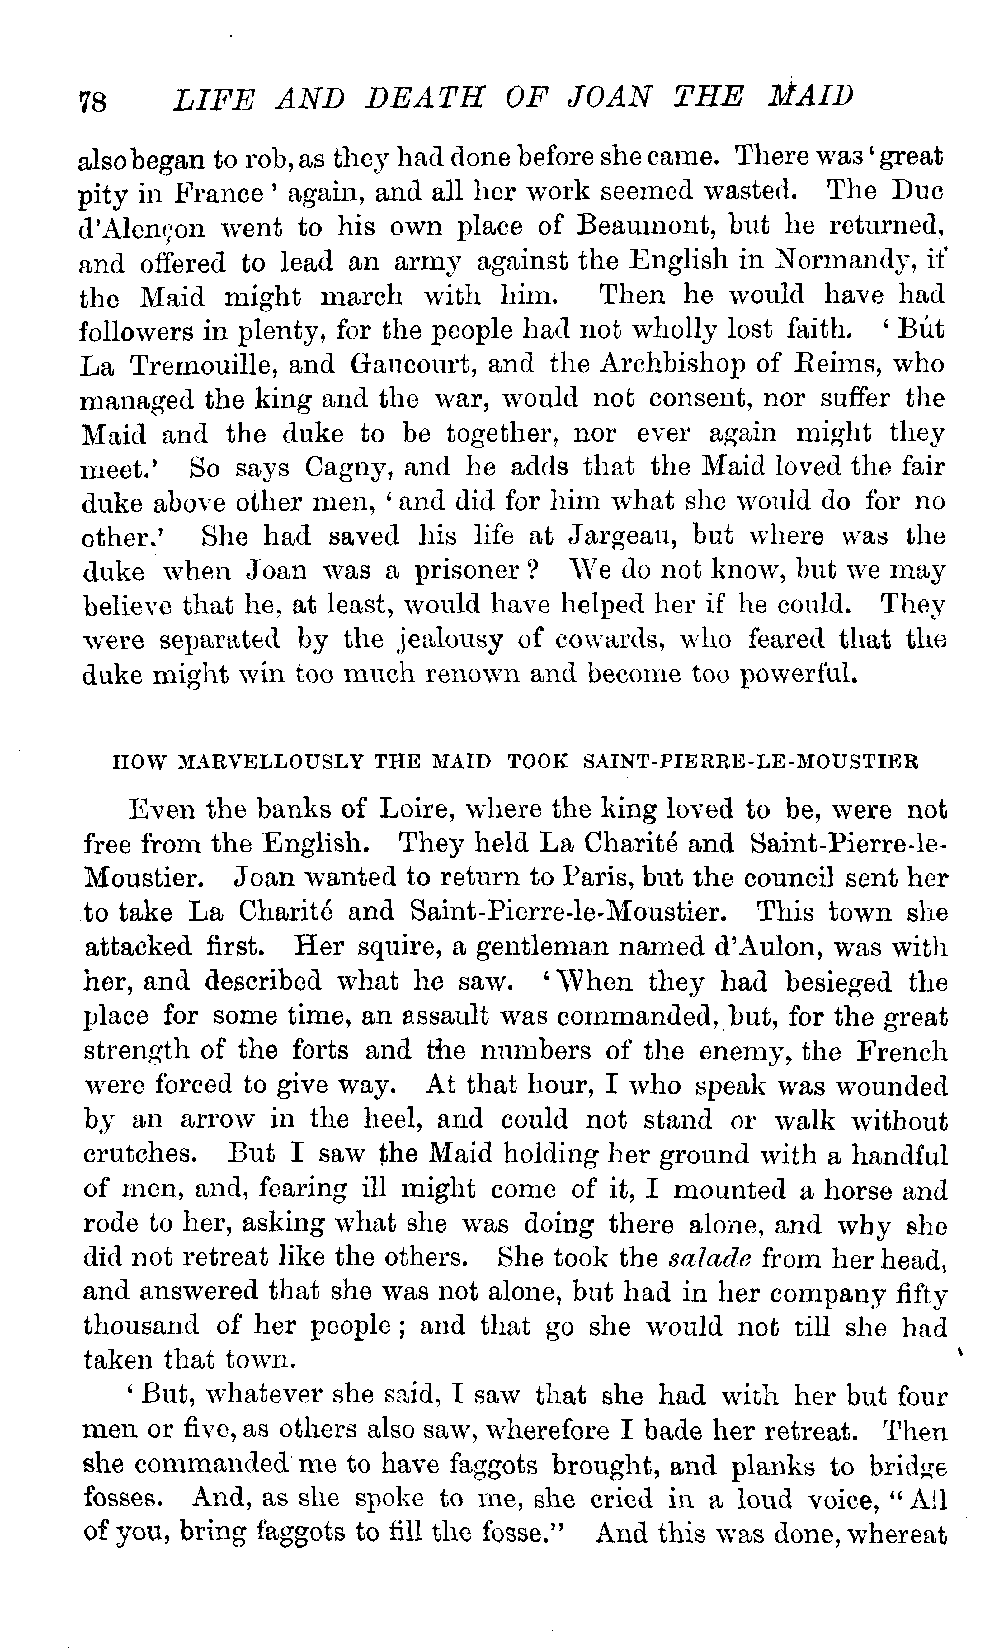 78 LIFE AND DEATH OF JOAN THE MAID
also began to rob, as they had done before she came. There was ‘great
pity in France’ again, and all her work seemed wasted. The Duc
d’Alençon went to his own place of Beaumont, but he returned,
and offered to lead an army against the English in Normandy, if
the Maid might march with him. Then he would have had
followers in plenty, for the people had not wholly lost faith. ‘But
La Tremouille, and Gaucourt, and the Archbishop of Reims, who
managed the king and the war, would not consent, nor suffer the
Maid and the duke to be together, nor ever again might they
meet.’ So says Cagny, and he adds that the Maid loved the fair
duke above other men, ‘and did for him what she would do for no
other.’ She had saved his life at Jargeau, but where was the
duke when Joan was a prisoner? We do not know, but we may
believe that he, at least, would have helped her if he could. They
were separated by the jealousy of cowards, who feared that the
duke might win too much renown and become too powerful.
HOW MARVELLOUSLY THE MAID TOOK SAINT-PIERRE-LE-MOUSTIER
Even the banks of Loire, where the king loved to be, were not
free from the English. They held La Charité and Saint-Pierre-le-
Moustier. Joan wanted to return to Paris, but the council sent her
to take La Charité and Saint-Pierre-le-Moustier. This town she
attacked first. Her squire, a gentleman named d’Aulon, was with
her, and described what he saw. ‘When they had besieged the
place for some time, an assault was commanded, but, for the great
strength of the forts and the numbers of the enemy, the French
were forced to give way. At that hour, I who speak was wounded
by an arrow in the heel, and could not stand or walk without
crutches. But I saw the Maid holding her ground with a handful
of men, and, fearing ill might come of it, I mounted a horse and
rode to her, asking what she was doing there alone, and why she
did not retreat like the others. She took the salade from her head,
and answered that she was not alone, but had in her company fifty
thousand of her people; and that go she would not till she had
taken that town.
‘But, whatever she said, I saw that she had with her but four
men or five, as others also saw, wherefore I bade her retreat. Then
she commanded me to have faggots brought, and planks to bridge
fosses. And, as she spoke to me, she cried in a loud voice, “All
of you, bring faggots to fill the fosse.” And this was done, whereat